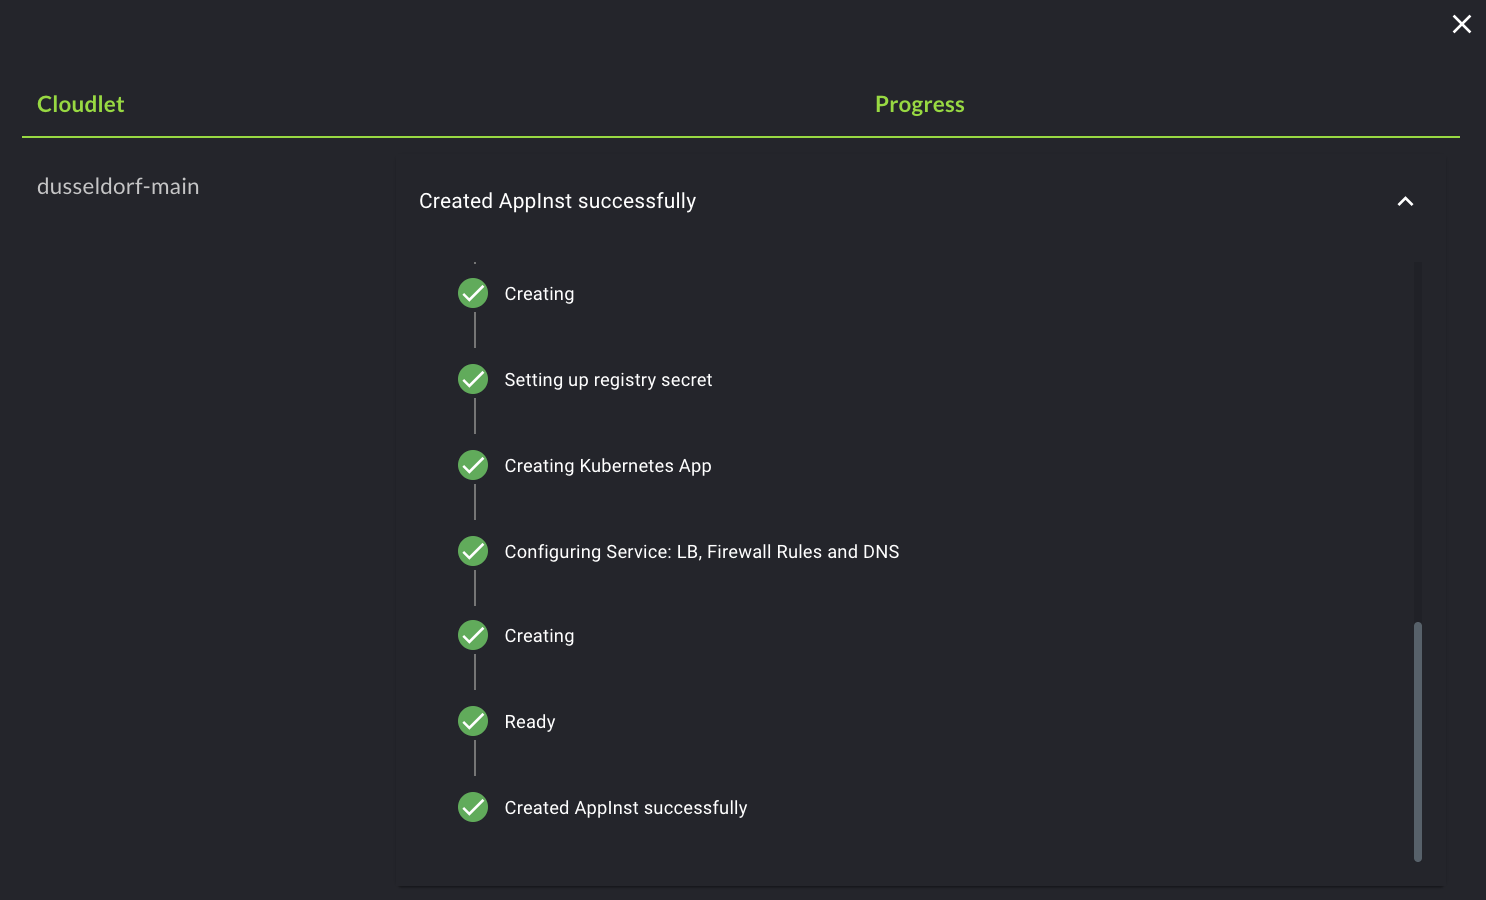 Cloudlet
Progress
dusseldorf-main
Created AppInst successfully
Creating
Setting up registry secret
Creating Kubernetes App
Configuring Service: LB, Firewall Rules and DNS
Creating
Ready
Created AppInst successfully